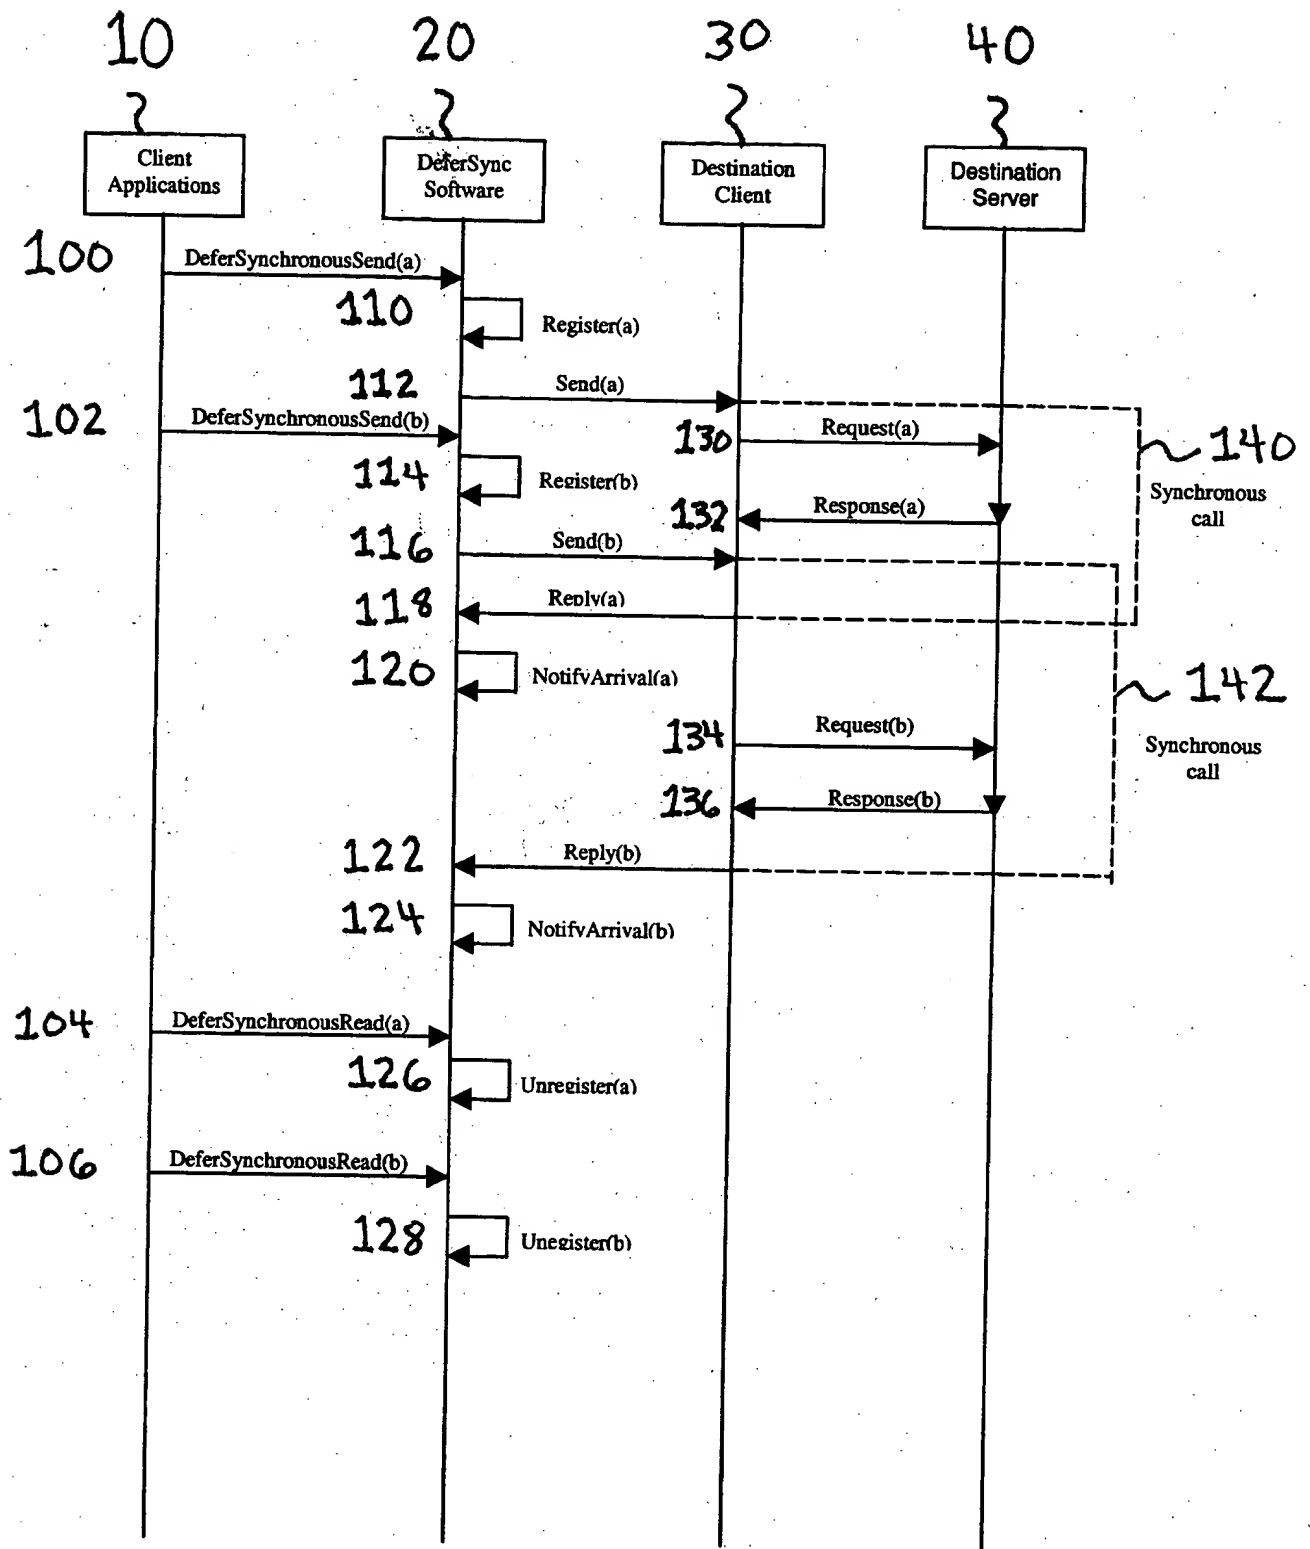 10
20
30
40
Client
Applications
DeferSync
Software
Destination
Client
Destination
Server
100
DeferSynchronousSend(a)
110
Register(a)
112
Send(a)
102
DeferSynchronousSend(b)
130
Request(a)
140
Synchronous
call
114
Register(b)
132
Response(a)
116
Send(b)
118
Reply(a)
120
NotifyArrival(a)
142
Synchronous
call
134
Request(b)
136
Response(b)
122
Reply(b)
124
NotifyArrival(b)
104
DeferSynchronousRead(a)
126
Unregister(a)
106
DeferSynchronousRead(b)
128
Unegister(b)